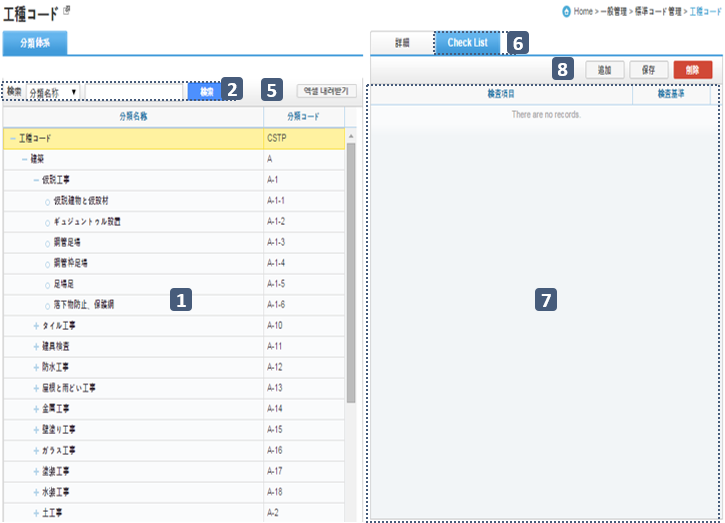 工種コード
Home > 一般管理 > 標準コード管理 > 工種コード
分類体系
詳細 Check List 6
8 追加 保存 削除
検索 分類名称 ▼ 検索 2 5 엑셀 내려받기
分類名称 分類コード
検査項目 検査基準
There are no records.
工種コード CSTP
建築 A
仮説工事 A-1
仮説建物と仮設材 A-1-1
ギュジュントゥル設置 A-1-2
鋼管足場 A-1-3
鋼管枠足場 A-1-4
足場足 A-1-5
落下物防止、保護網 A-1-6
1
7
タイル工事 A-10
建具検査 A-11
防水工事 A-12
屋根と雨どい工事 A-13
金属工事 A-14
壁塗り工事 A-15
ガラス工事 A-16
塗装工事 A-17
水装工事 A-18
土工事 A-2